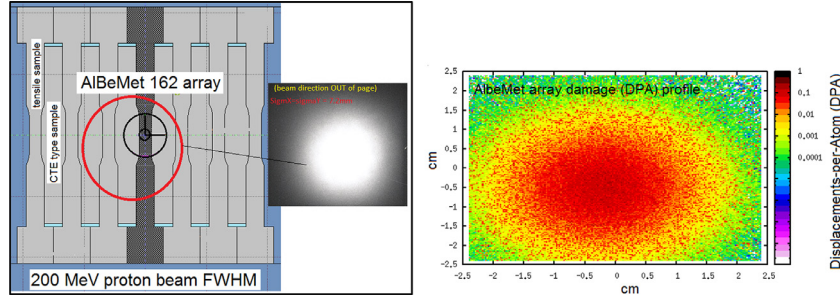 tensile sample
CTE type sample
AlBeMet 162 array
(beam direction OUT of page)
200 MeV proton beam FWHM
AlBeMet array damage (DPA) profile
cm
2.5
2
1.5
1
0.5
0
-0.5
-1
-1.5
-2
-2.5
-2.5 -2 -1.5 -1 -0.5 0 0.5 1 1.5 2 2.5
cm
1
0,1
0,01
0,001
0,0001
Displacements-per-Atom (DPA)